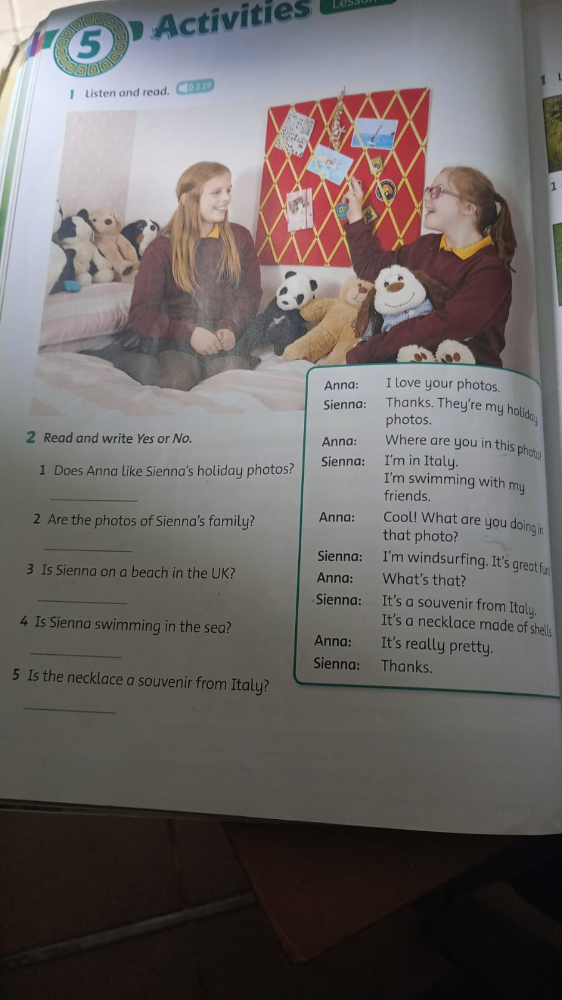 5 Activities
Lesson
1 Listen and read. 2.19
Anna: I love your photos.
Sienna: Thanks. They're my holiday
photos.
Anna: Where are you in this photo?
Sienna: I'm in Italy.
I'm swimming with my
friends.
Anna: Cool! What are you doing in
that photo?
Sienna: I'm windsurfing. It's great fun!
Anna: What's that?
Sienna: It's a souvenir from Italy.
It's a necklace made of shells.
Anna: It's really pretty.
Sienna: Thanks.
2 Read and write Yes or No.
1 Does Anna like Sienna's holiday photos?
2 Are the photos of Sienna's family?
3 Is Sienna on a beach in the UK?
4 Is Sienna swimming in the sea?
5 Is the necklace a souvenir from Italy?
1
1